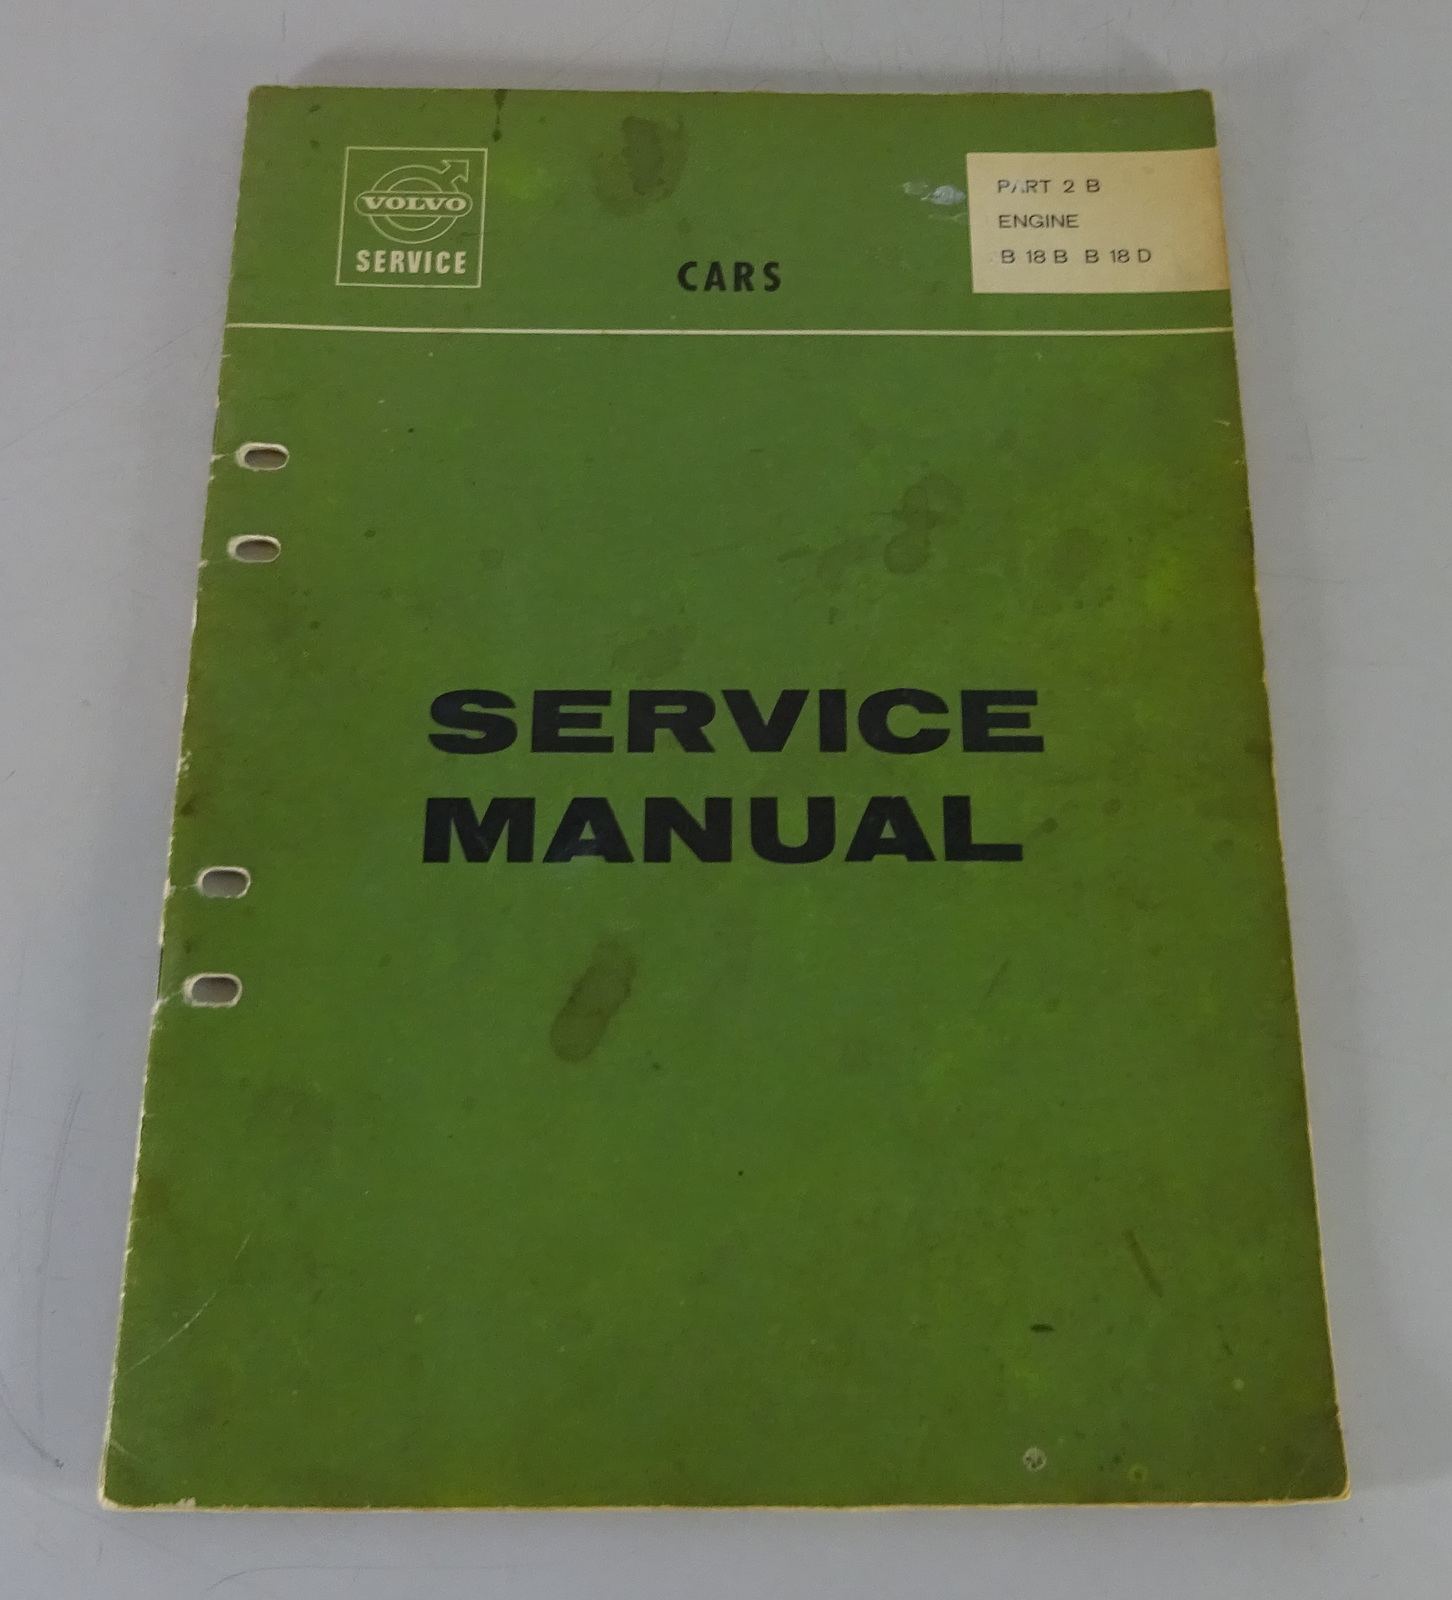 VOLVO
SERVICE
CARS
PART 2 B
ENGINE
B 18 B B 18 D
SERVICE
MANUAL